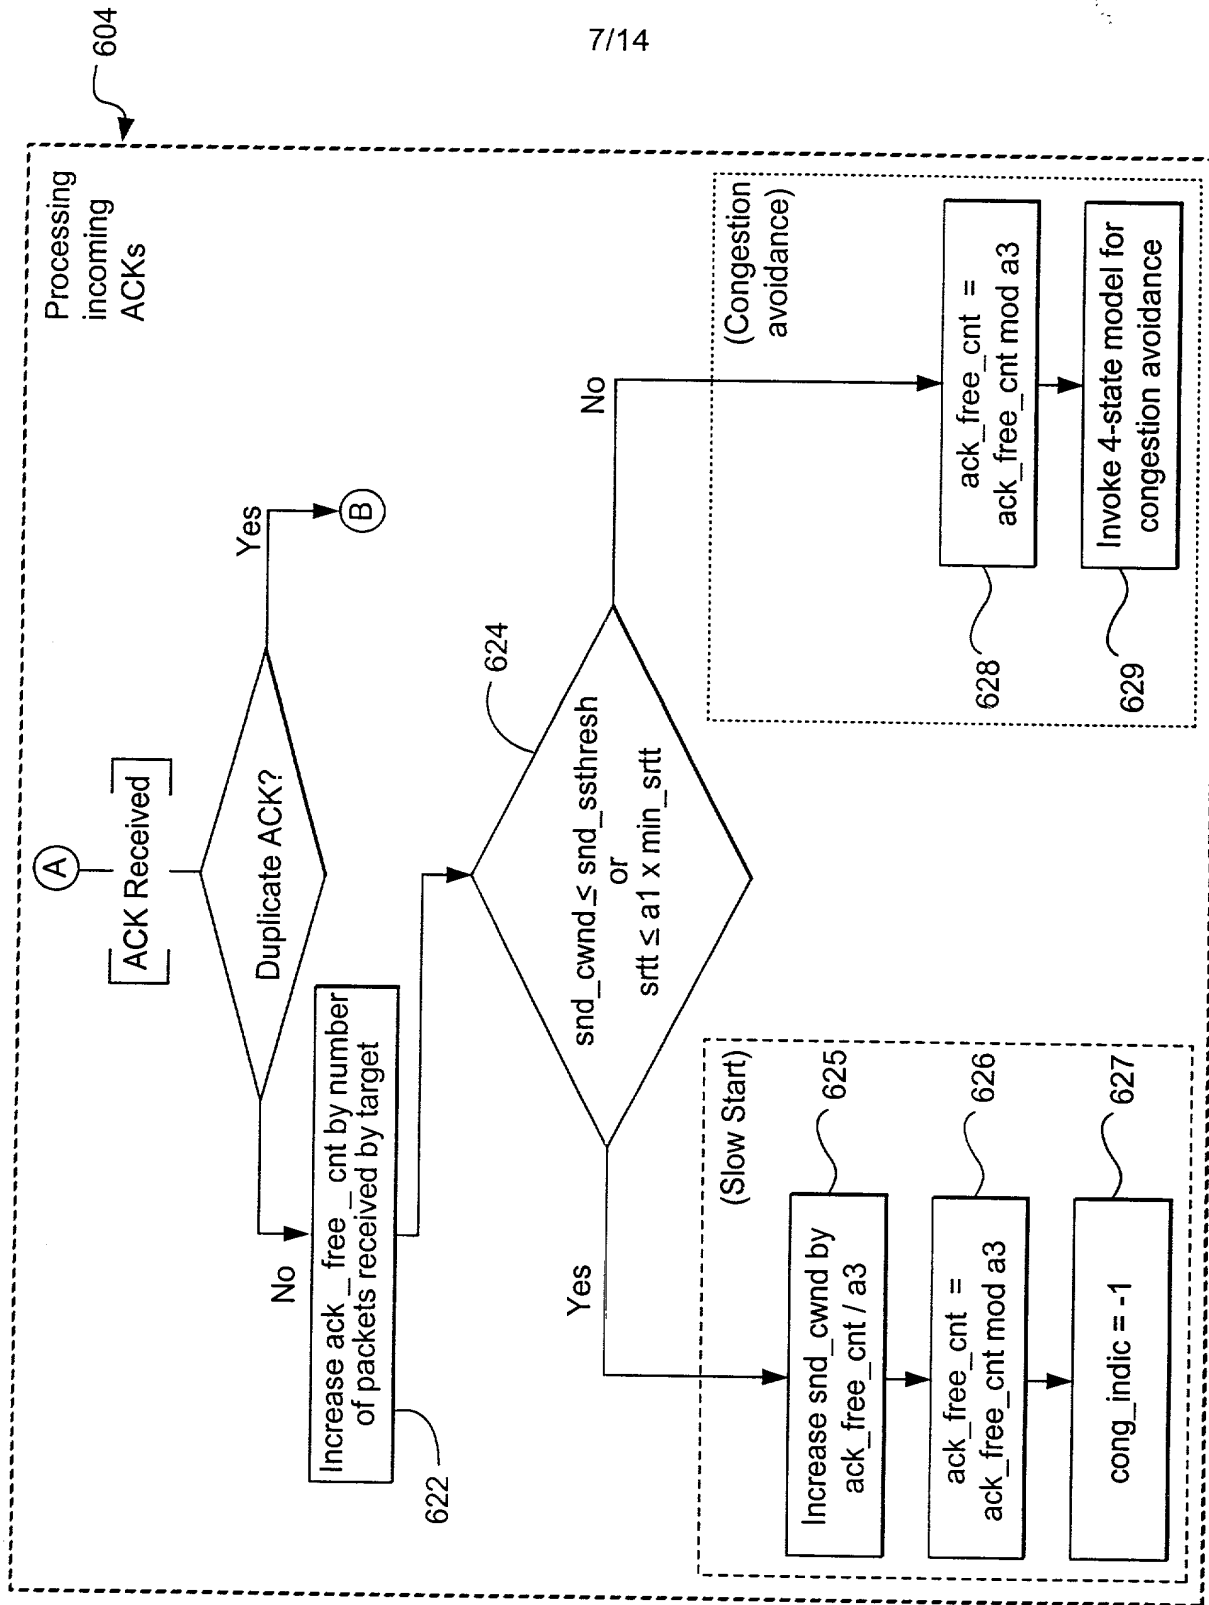 7/14
604
Processing
incoming
ACKs
A
ACK Received
Duplicate ACK?
Yes
B
No
Increase ack_free_cnt by number
of packets received by target
622
624
snd_cwnd ≤ snd_ssthresh
or
srtt ≤ a1 x min_srtt
Yes
No
(Slow Start)
Increase snd_cwnd by
ack_free_cnt / a3
625
ack_free_cnt =
ack_free_cnt mod a3
626
cong_indic = -1
627
(Congestion
avoidance)
ack_free_cnt =
ack_free_cnt mod a3
628
Invoke 4-state model for
congestion avoidance
629